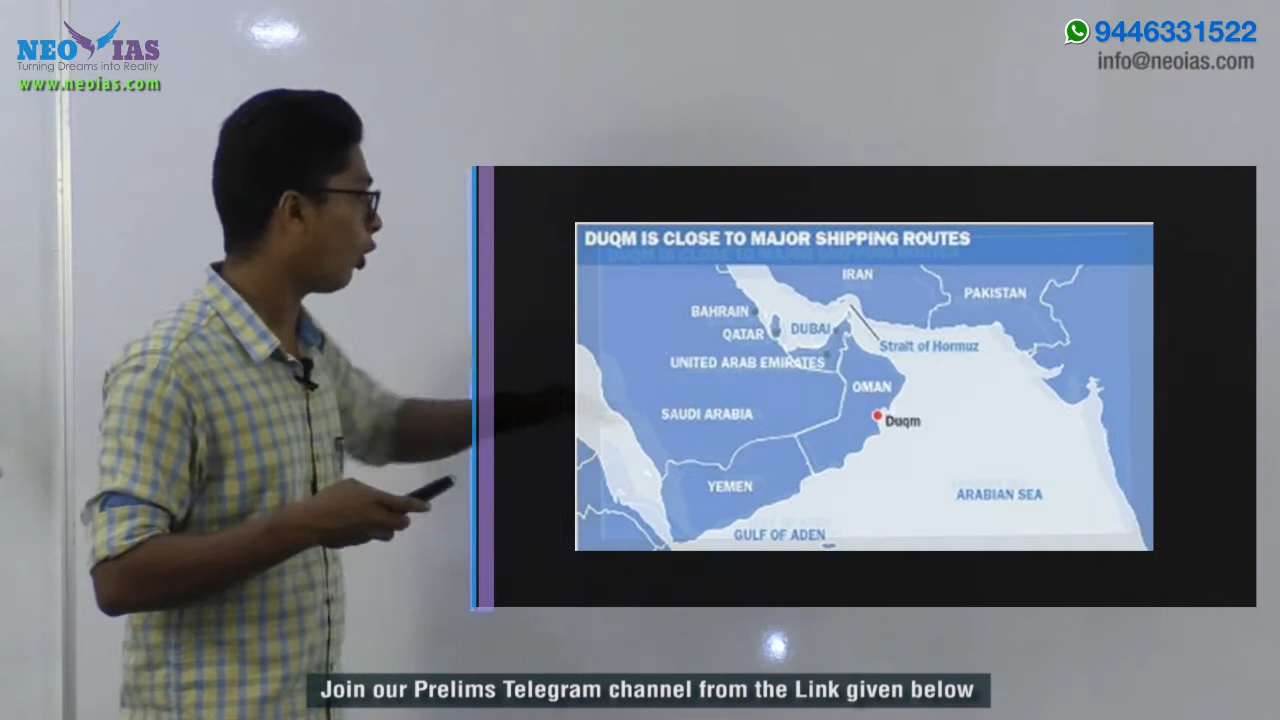 NEO IAS
Turning Dreams into Reality
www.neoias.com
9446331522
info@neoias.com
DUQM IS CLOSE TO MAJOR SHIPPING ROUTES
IRAN
PAKISTAN
BAHRAIN
QATAR
DUBAI
Strait of Hormuz
UNITED ARAB EMIRATES
OMAN
SAUDI ARABIA
Duqm
YEMEN
ARABIAN SEA
GULF OF ADEN
Join our Prelims Telegram channel from the Link given below